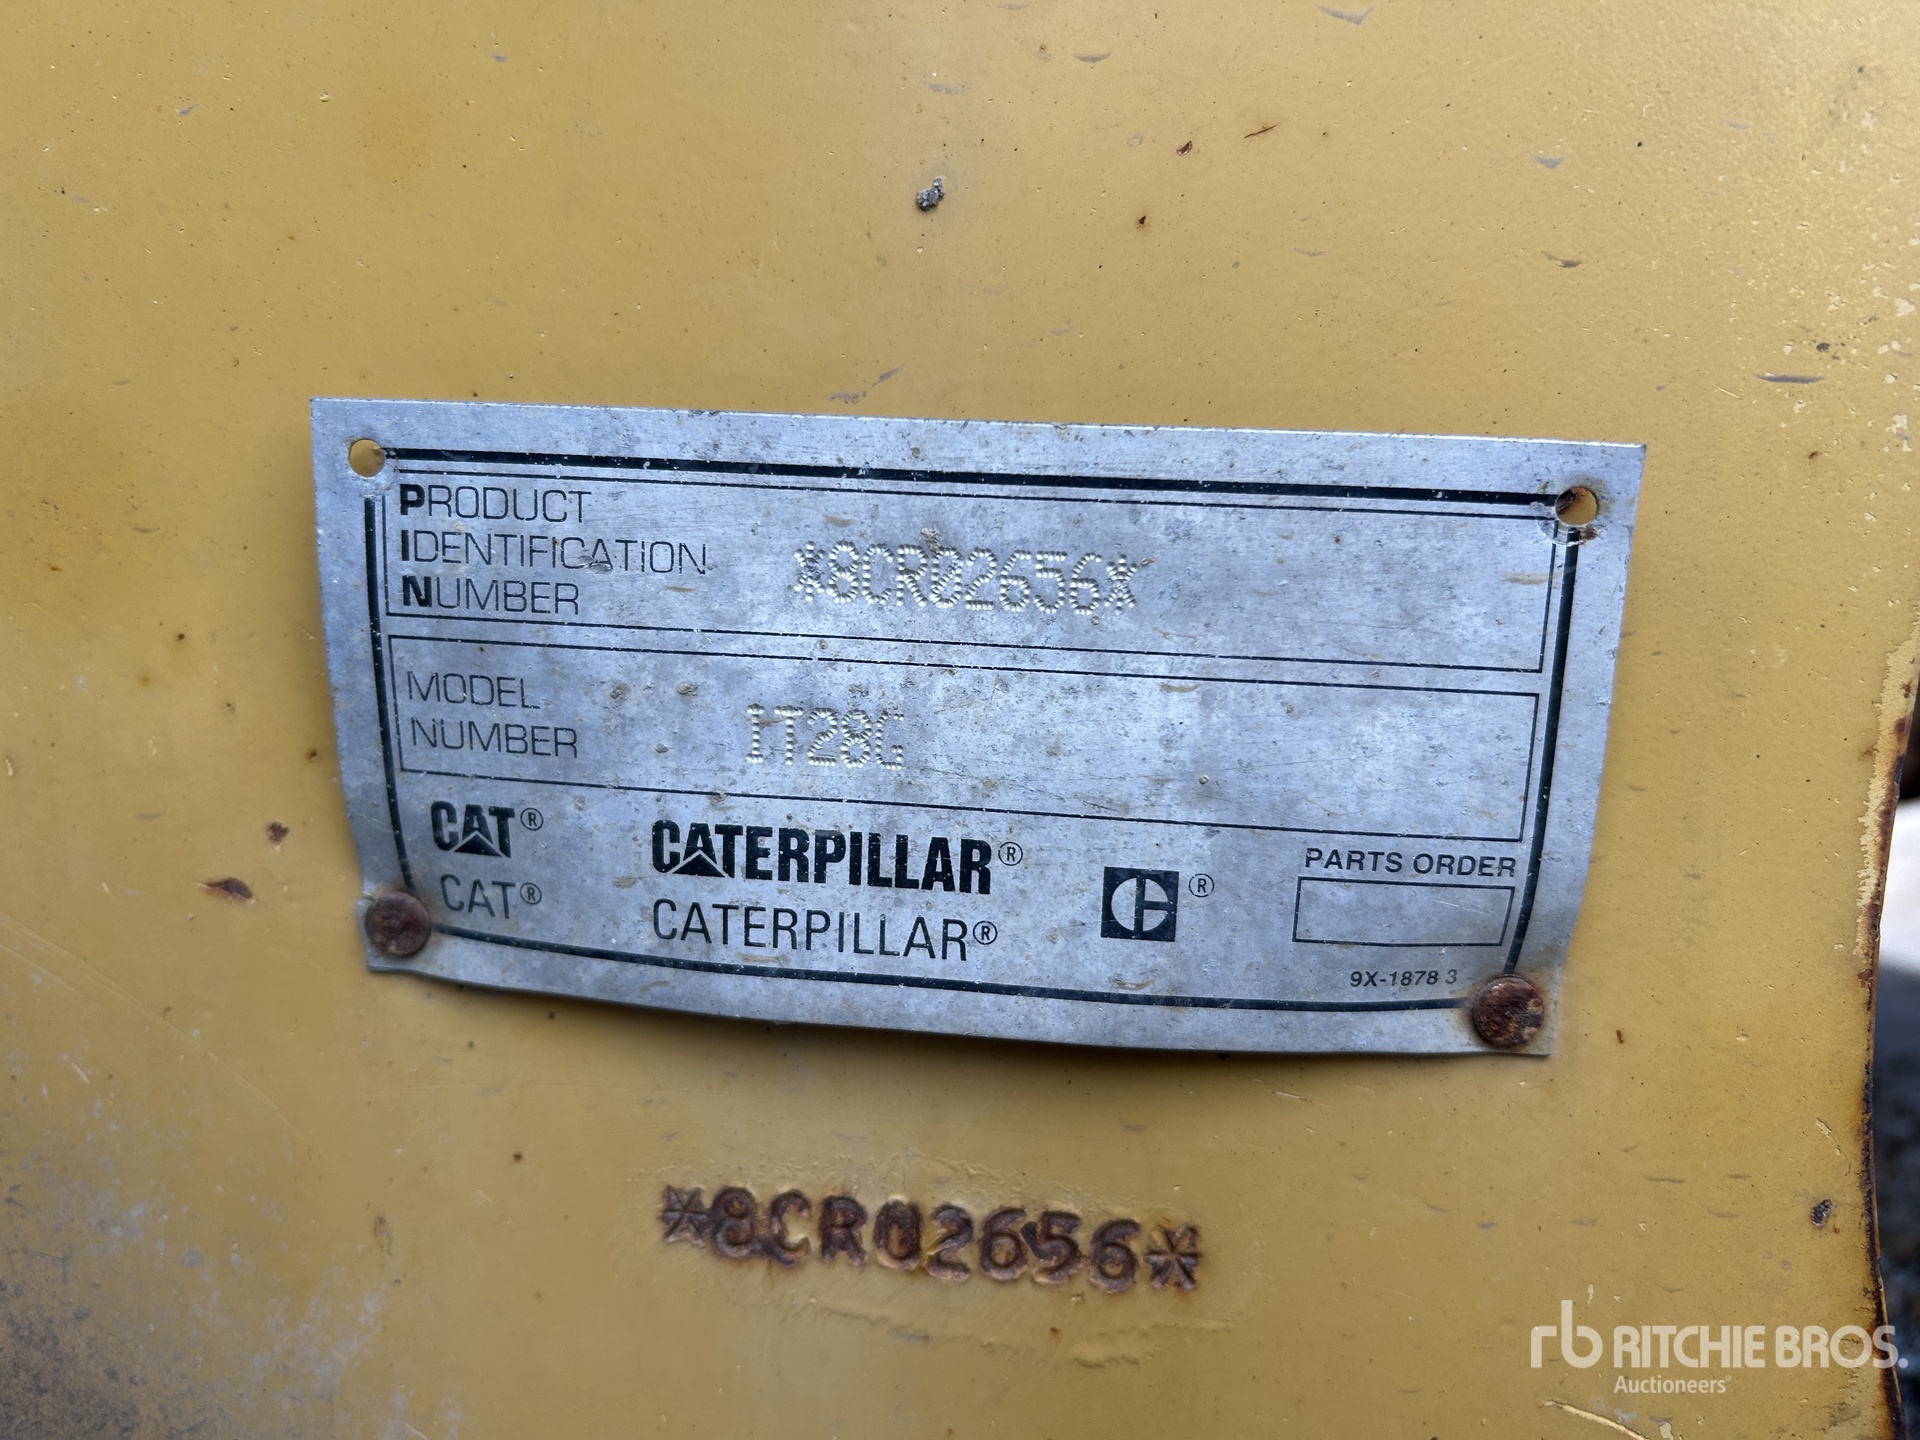 PRODUCT
IDENTIFICATION
NUMBER
*8CR02656*
MODEL
NUMBER
IT28G
CAT® CATERPILLAR® ®
CAT® CATERPILLAR®
PARTS ORDER
9X-1878 3
*8CR02656*
rb RITCHIE BROS.
Auctioneers